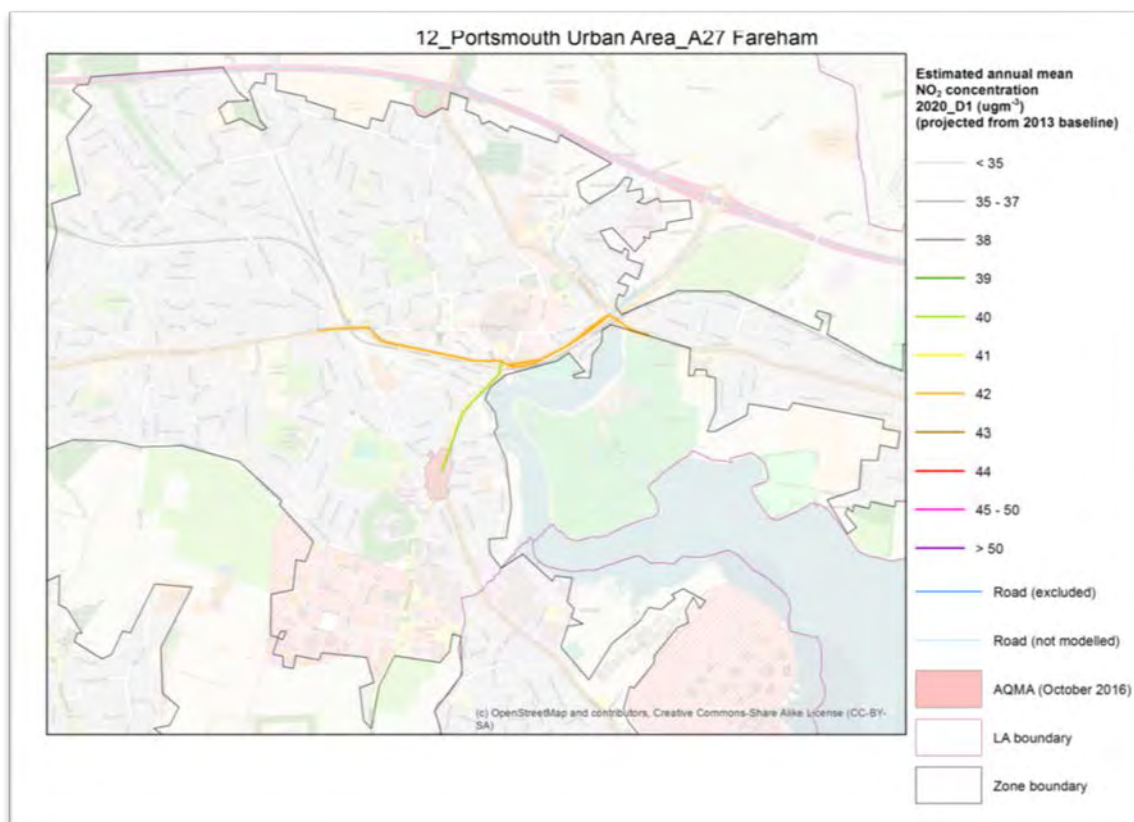 12_Portsmouth Urban Area_A27 Fareham
Estimated annual mean
NO₂ concentration
2020_D1 (ugm⁻³)
(projected from 2013 baseline)
< 35
35 - 37
38
39
40
41
42
43
44
45 - 50
> 50
Road (excluded)
Road (not modelled)
AQMA (October 2016)
LA boundary
Zone boundary
(c) OpenStreetMap and contributors, Creative Commons-Share Alike License (CC-BY-
SA)